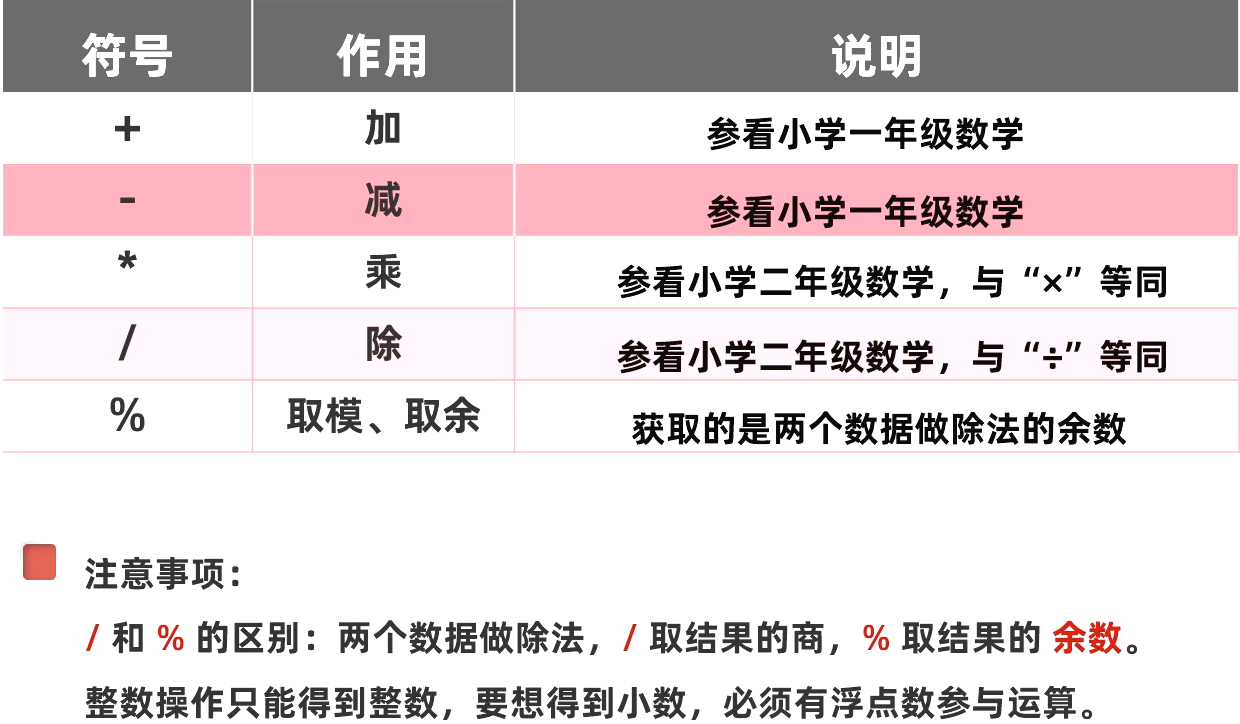 符号 作用 说明
+ 加 参看小学一年级数学
- 减 参看小学一年级数学
* 乘 参看小学二年级数学，与“×”等同
/ 除 参看小学二年级数学，与“÷”等同
% 取模、取余 获取的是两个数据做除法的余数
注意事项：
/ 和 % 的区别：两个数据做除法，/ 取结果的商，% 取结果的 余数。
整数操作只能得到整数，要想得到小数，必须有浮点数参与运算。